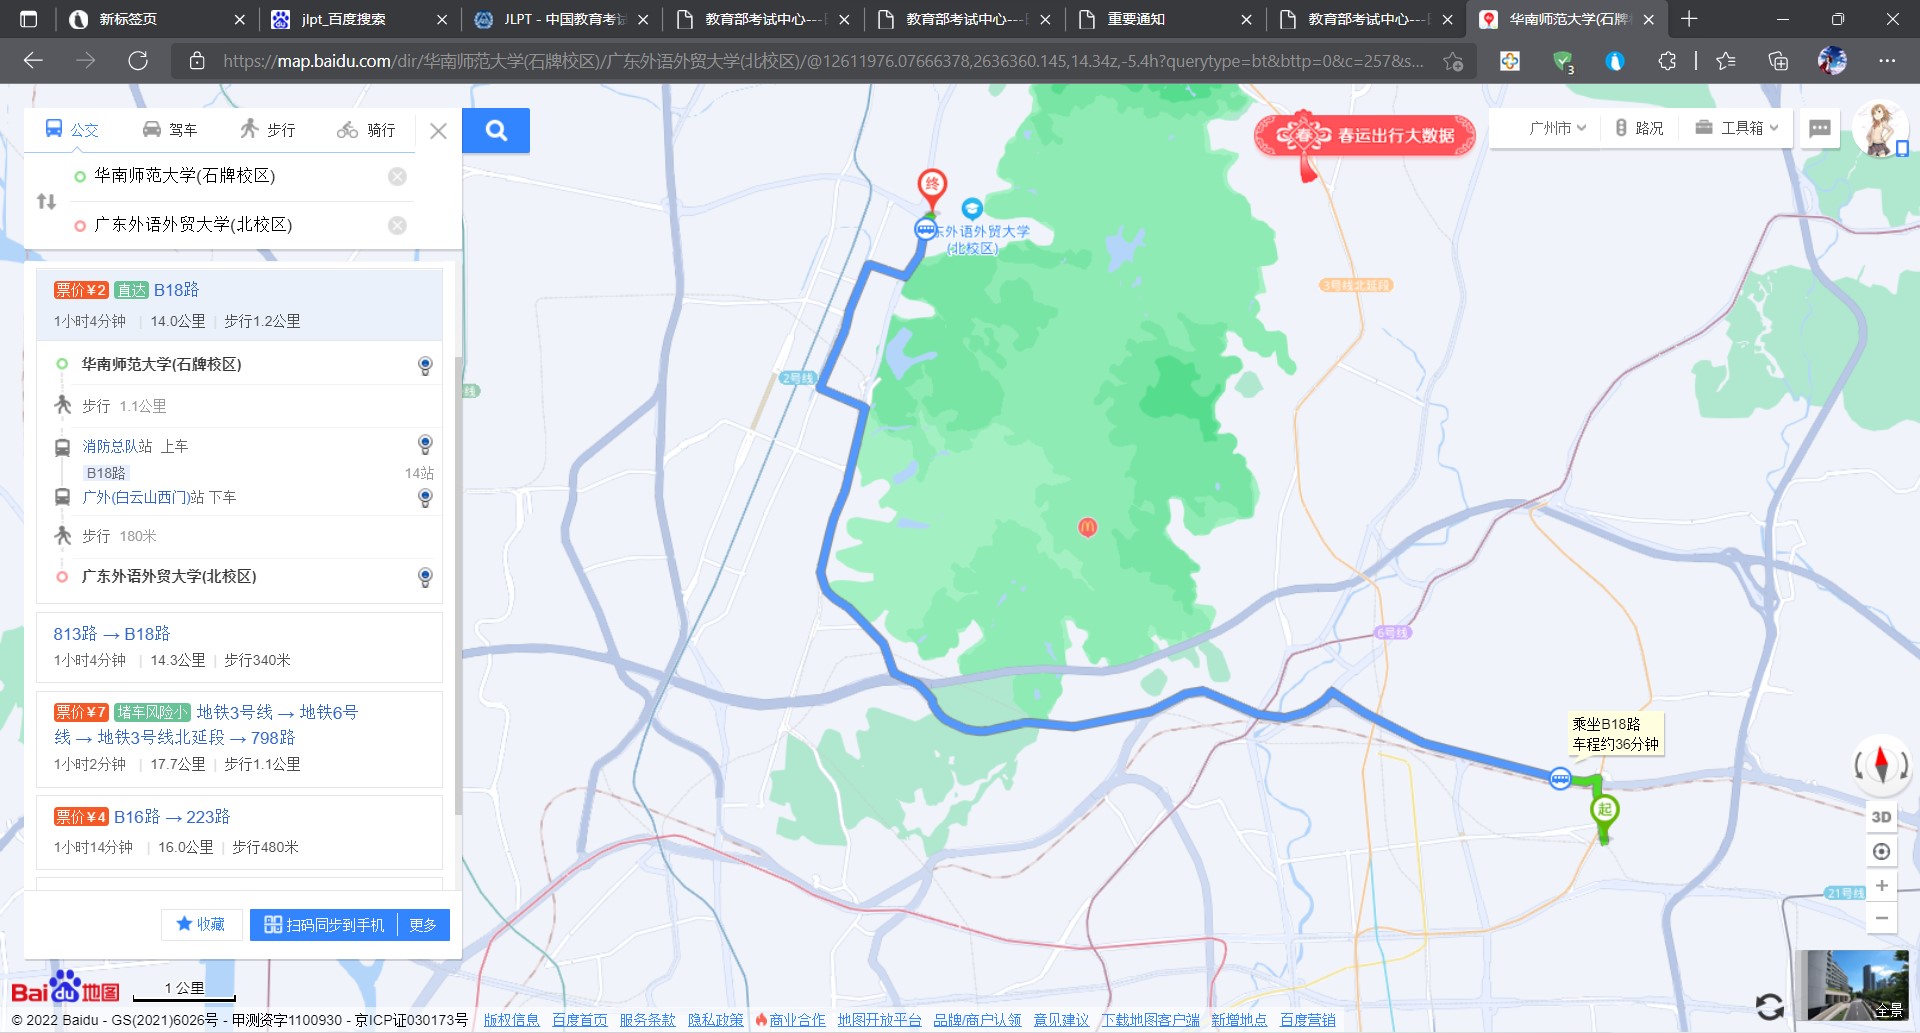 新标签页
jlpt_百度搜索
JLPT - 中国教育考试
教育部考试中心---日
教育部考试中心---日
重要通知
教育部考试中心---日
华南师范大学(石牌
https://map.baidu.com/dir/华南师范大学(石牌校区)/广东外语外贸大学(北校区)/@12611976.07666378,2636360.145,14.34z,-5.4h?querytype=bt&bttp=0&c=257&s...
3
公交
驾车
步行
骑行
华南师范大学(石牌校区)
广东外语外贸大学(北校区)
票价¥2 直达 B18路
1小时4分钟 | 14.0公里 | 步行1.2公里
华南师范大学(石牌校区)
步行 1.1公里
消防总队站 上车
B18路 14站
广外(白云山西门)站 下车
步行 180米
广东外语外贸大学(北校区)
813路 → B18路
1小时4分钟 | 14.3公里 | 步行340米
票价¥7 堵车风险小 地铁3号线 → 地铁6号
线 → 地铁3号线北延段 → 798路
1小时2分钟 | 17.7公里 | 步行1.1公里
票价¥4 B16路 → 223路
1小时14分钟 | 16.0公里 | 步行480米
收藏
扫码同步到手机 更多
春 春运出行大数据
广州市
路况
工具箱
终
东外语外贸大学
(北校区)
3号线北延段
2号线
线
6号线
乘坐B18路
车程约36分钟
起
3D
21号线
全景
Bai du 地图
1 公里
© 2022 Baidu - GS(2021)6026号 - 甲测资字1100930 - 京ICP证030173号 版权信息 百度首页 服务条款 隐私政策 商业合作 地图开放平台 品牌/商户认领 意见建议 下载地图客户端 新增地点 百度营销